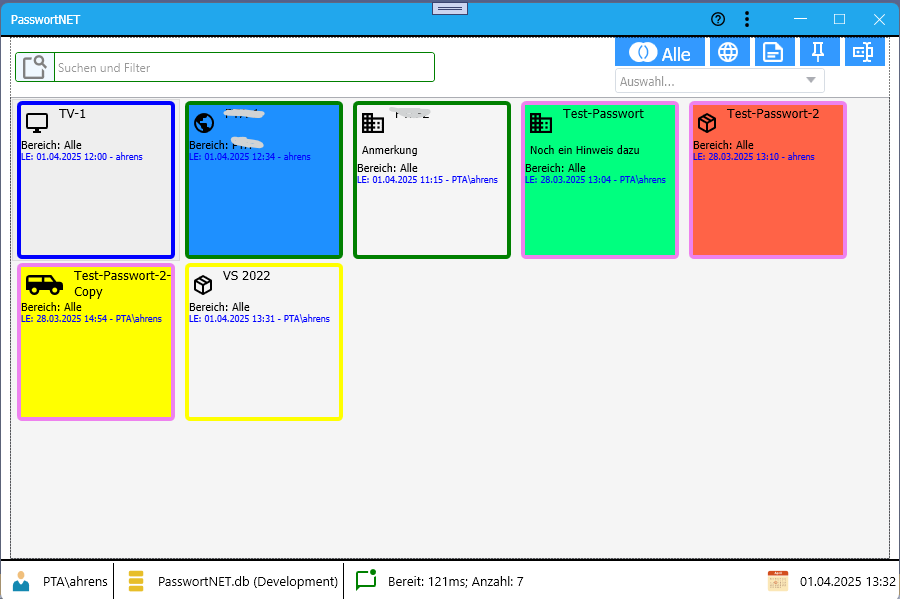 PasswortNET
Suchen und Filter
Alle
Auswahl...
TV-1
Bereich: Alle
LE: 01.04.2025 12:00 - ahrens
Bereich:
LE: 01.04.2025 12:34 - ahrens
Anmerkung
Bereich: Alle
LE: 01.04.2025 11:15 - PTA\ahrens
Test-Passwort
Noch ein Hinweis dazu
Bereich: Alle
LE: 28.03.2025 13:04 - PTA\ahrens
Test-Passwort-2
Bereich: Alle
LE: 28.03.2025 13:10 - ahrens
Test-Passwort-2-
Copy
Bereich: Alle
LE: 28.03.2025 14:54 - PTA\ahrens
VS 2022
Bereich: Alle
LE: 01.04.2025 13:31 - PTA\ahrens
PTA\ahrens
PasswortNET.db (Development)
Bereit: 121ms; Anzahl: 7
01.04.2025 13:32